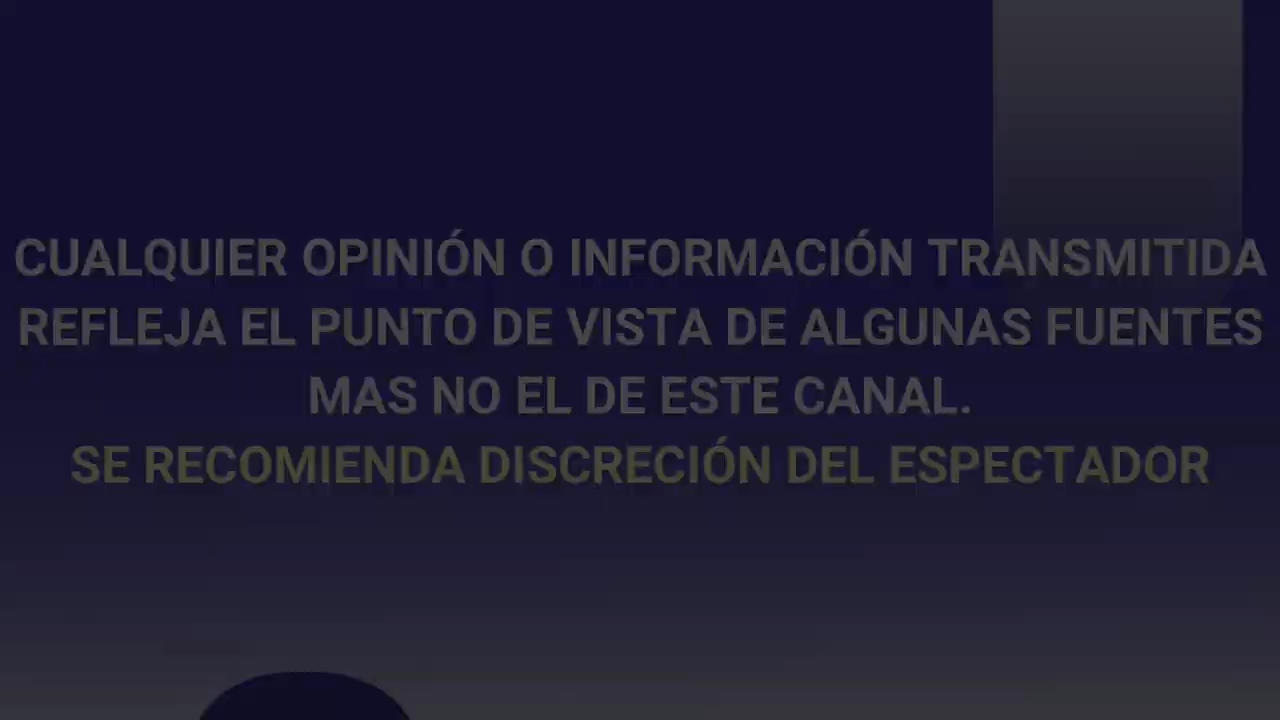 CUALQUIER OPINIÓN O INFORMACIÓN TRANSMITIDA
REFLEJA EL PUNTO DE VISTA DE ALGUNAS FUENTES
MAS NO EL DE ESTE CANAL.
SE RECOMIENDA DISCRECIÓN DEL ESPECTADOR